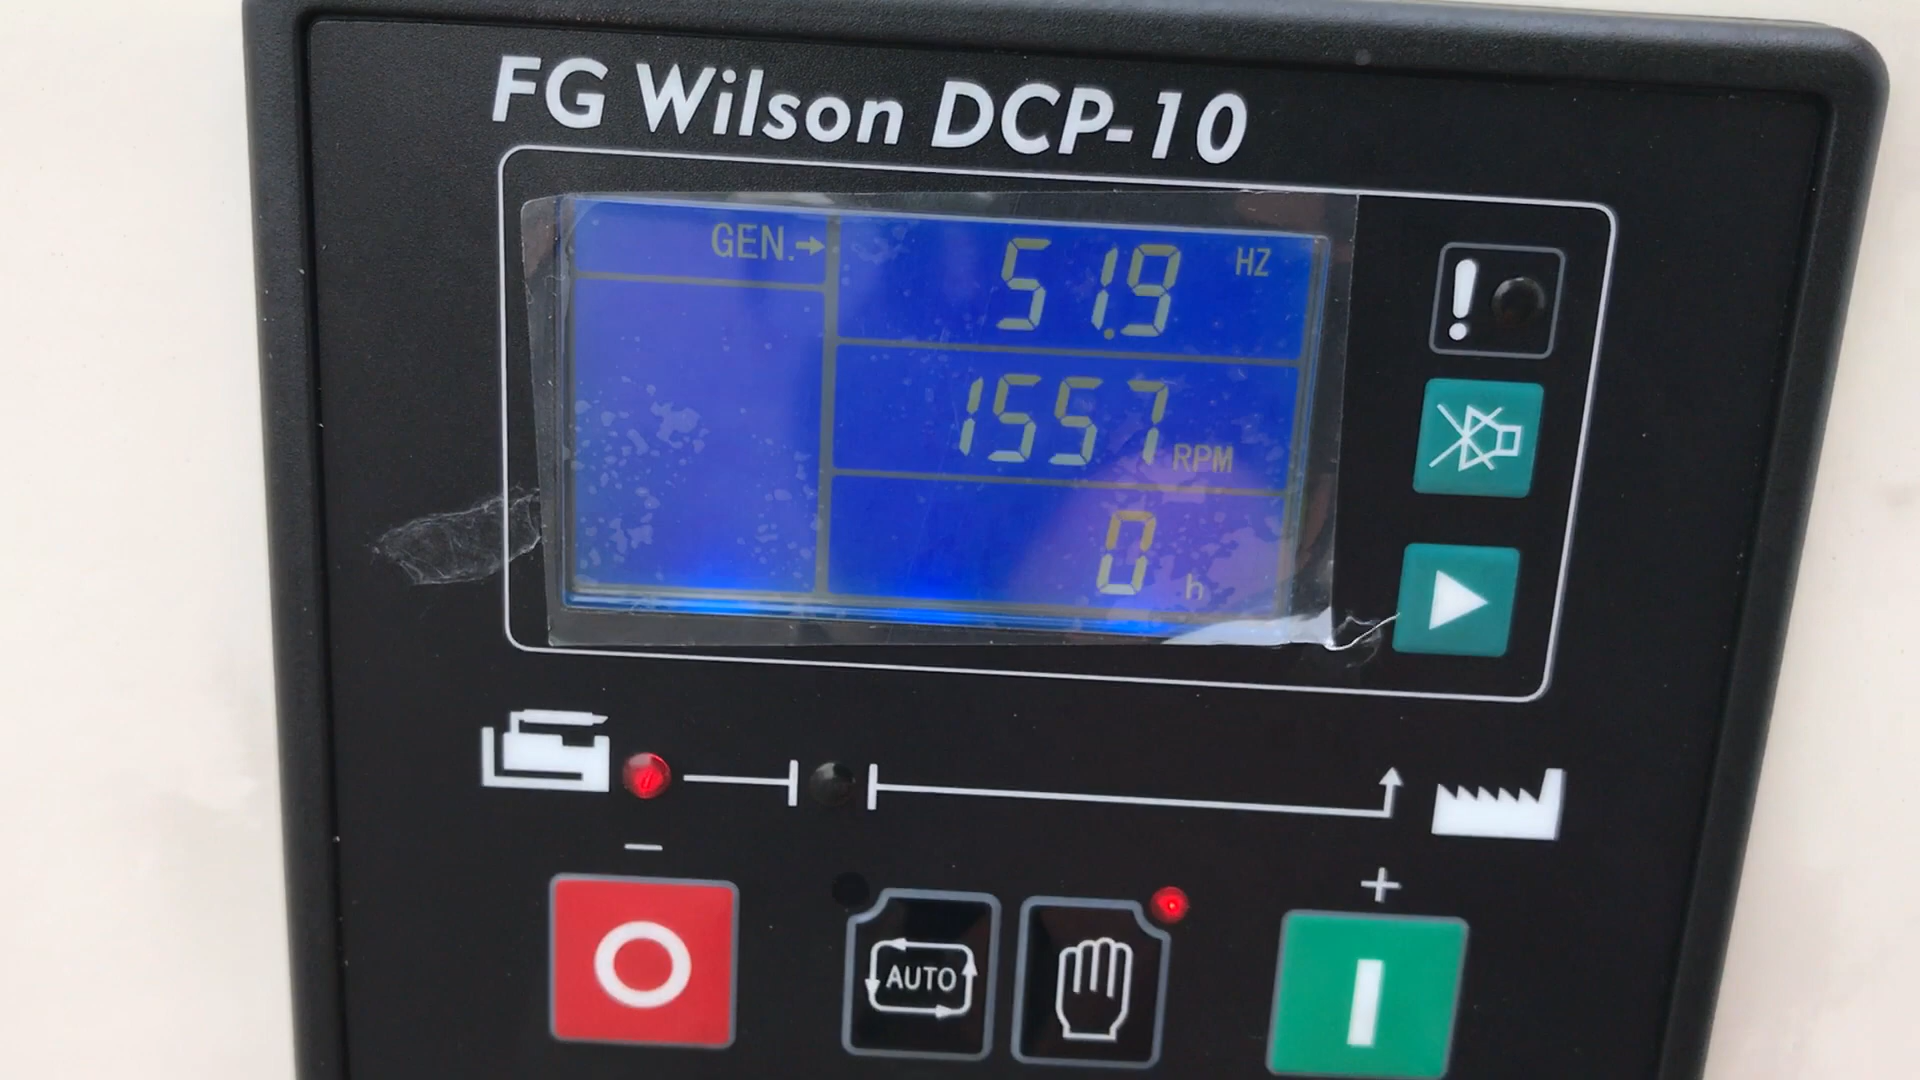 FG Wilson DCP-10
GEN. 51.9 HZ
1557 RPM
0 h
AUTO